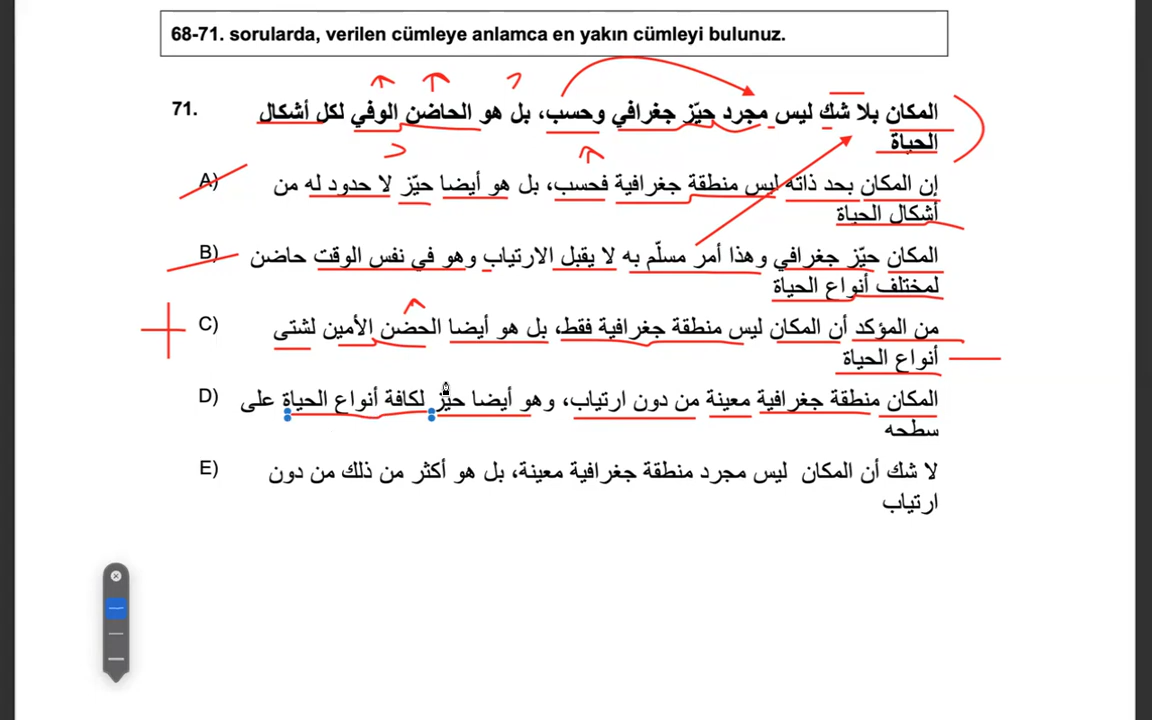 68-71. sorularda, verilen cümleye anlamca en yakın cümleyi bulunuz.
71. المكان بلا شك ليس مجرد حيّز جغرافي وحسب، بل هو الحاضن الوفي لكل أشكال
الحياة
A) إن المكان بحد ذاته ليس منطقة جغرافية فحسب، بل هو أيضا حيّز لا حدود له من
أشكال الحياة
B) المكان حيّز جغرافي وهذا أمر مسلّم به لا يقبل الارتياب وهو في نفس الوقت حاضن
لمختلف أنواع الحياة
C) من المؤكد أن المكان ليس منطقة جغرافية فقط، بل هو أيضا الحضن الأمين لشتى
أنواع الحياة
D) المكان منطقة جغرافية معينة من دون ارتياب، وهو أيضا حيّز لكافة أنواع الحياة على
سطحه
E) لا شك أن المكان ليس مجرد منطقة جغرافية معينة، بل هو أكثر من ذلك من دون
ارتياب